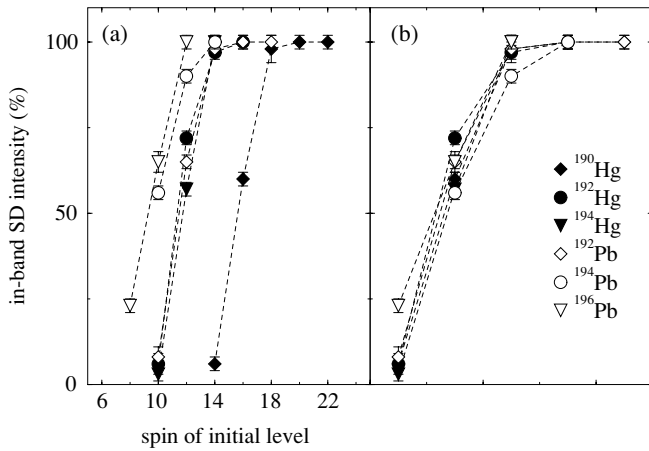 (a)
(b)
100
50
0
in-band SD intensity (%)
6 10 14 18 22
spin of initial level
¹⁹⁰Hg
¹⁹²Hg
¹⁹⁴Hg
¹⁹²Pb
¹⁹⁴Pb
¹⁹⁶Pb